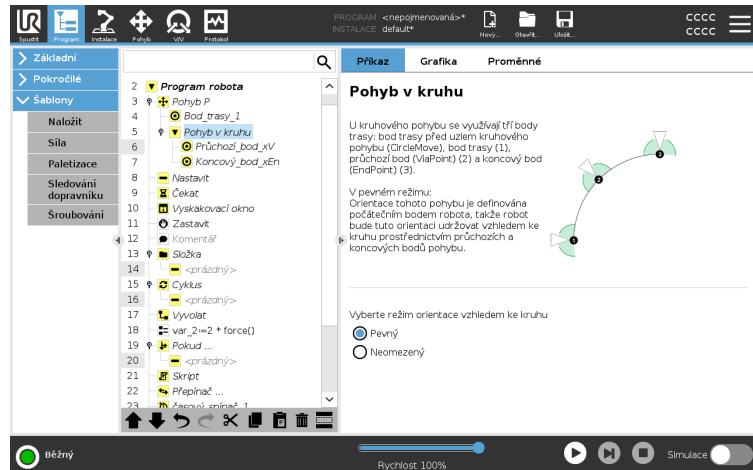 UR
PROGRAM <nepojmenovaná>*
INSTALACE default*
CCCC
CCCC
Spustit
Program
Instalace
Pohyb
V/V
Protokol
Nový...
Otevřít...
Uložit...
Základní
Pokročilé
Šablony
Naložit
Síla
Paletizace
Sledování
dopravníku
Šroubování
2 Program robota
3 Pohyb P
4 Bod_trasy_1
5 Pohyb v kruhu
6 Průchozí_bod_xV
7 Koncový_bod_xEn
8 Nastavit
9 Čekat
10 Vyskakovací okno
11 Zastavit
12 Komentář
13 Složka
14 <prázdný>
15 Cyklus
16 <prázdný>
17 Vyvolat
18 var_2:=2 * force()
19 Pokud ...
20 <prázdný>
21 Skript
22 Přepínač ...
23 časový_spínač_1
Příkaz
Grafika
Proměnné
Pohyb v kruhu
U kruhového pohybu se využívají tří body
trasy: bod trasy před uzlem kruhového
pohybu (CircleMove), bod trasy (1),
průchozí bod (ViaPoint) (2) a koncový bod
(EndPoint) (3).
V pevném režimu:
Orientace tohoto pohybu je definována
počátečním bodem robota, takže robot
bude tuto orientaci udržovat vzhledem ke
kruhu prostřednictvím průchozích a
koncových bodů pohybu.
1
2
3
Vyberte režim orientace vzhledem ke kruhu
Pevný
Neomezený
Běžný
Rychlost 100%
Simulace